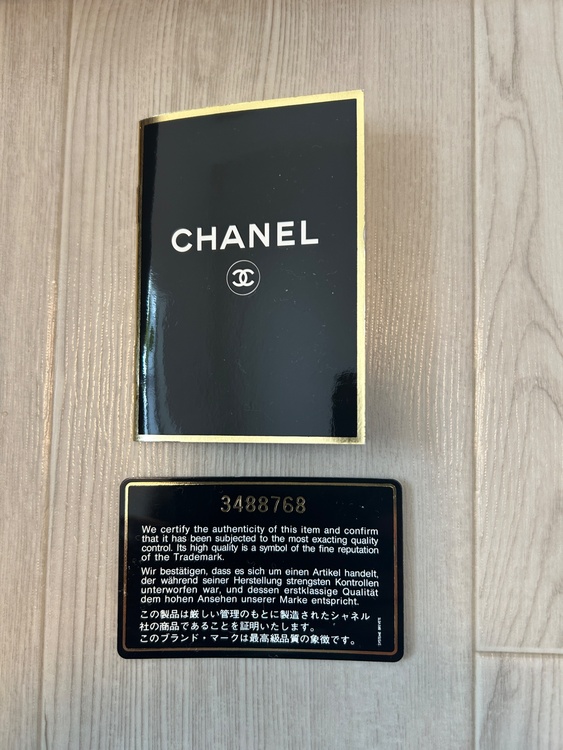 CHANEL
3488768
We certify the authenticity of this item and confirm
that it has been subjected to the most exacting quality
control. Its high quality is a symbol of the fine reputation
of the Trademark.
Wir bestätigen, dass es sich um einen Artikel handelt,
der während seiner Herstellung strengsten Kontrollen
unterworfen war, und dessen erstklassige Qualität
dem hohen Ansehen unserer Marke entspricht.
この製品は厳しい管理のもとに製造されたシャネル
社の商品であることを証明いたします。
このブランド・マークは最高級品質の象徴です。